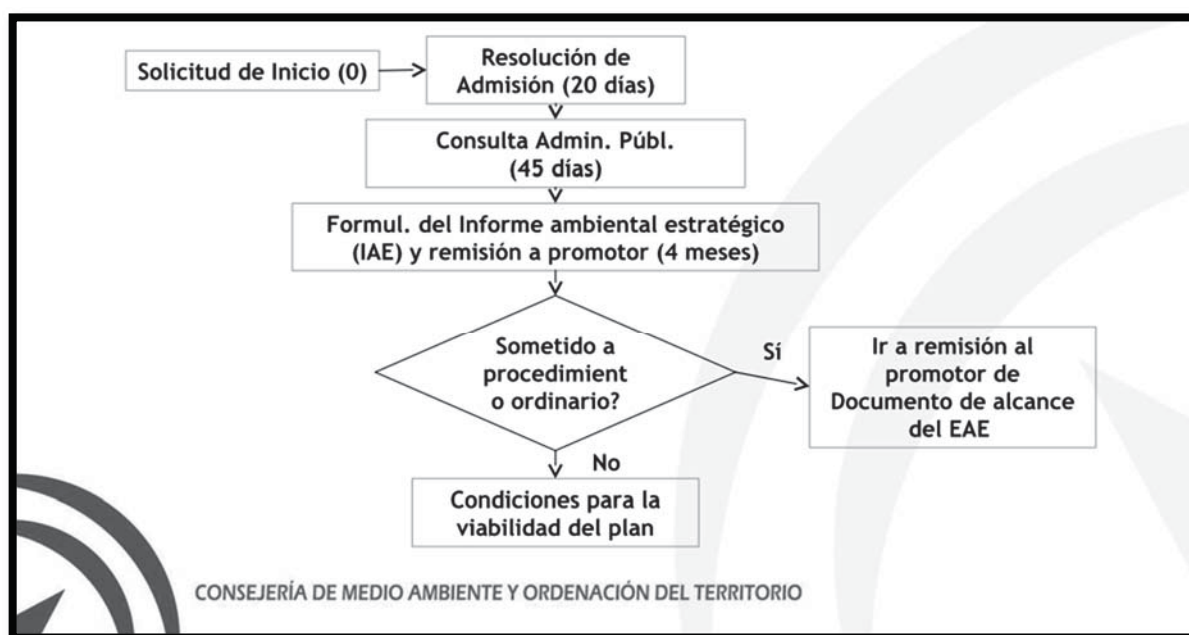 Solicitud de Inicio (0)
Resolución de
Admisión (20 días)
Consulta Admin. Públ.
(45 días)
Formul. del Informe ambiental estratégico
(IAE) y remisión a promotor (4 meses)
Sometido a
procedimient
o ordinario?
Sí
Ir a remisión al
promotor de
Documento de alcance
del EAE
No
Condiciones para la
viabilidad del plan
CONSEJERÍA DE MEDIO AMBIENTE Y ORDENACIÓN DEL TERRITORIO